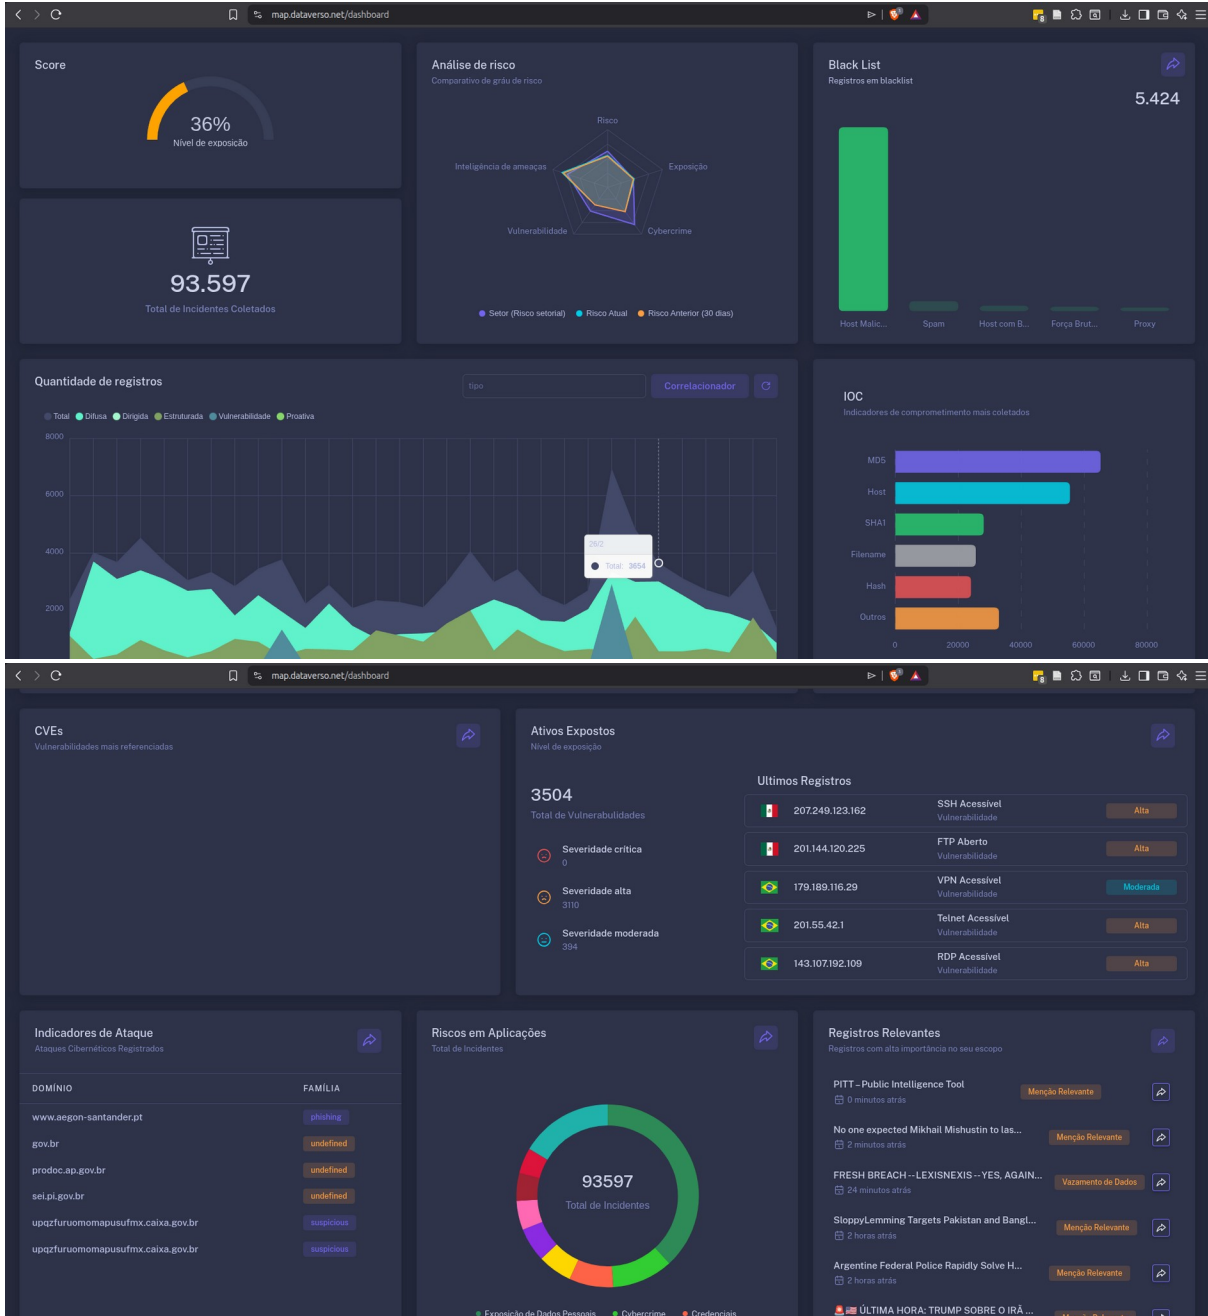 map.dataverso.net/dashboard
Score
36%
Nível de exposição
93.597
Total de Incidentes Coletados
Análise de risco
Comparativo de gráu de risco
Risco
Inteligência de ameaças
Exposição
Vulnerabilidade
Cybercrime
Setor (Risco setorial)
Risco Atual
Risco Anterior (30 dias)
Black List
Registros em blacklist
5.424
Host Malic...
Spam
Host com B...
Força Brut...
Proxy
Quantidade de registros
tipo
Correlacionador
Total
Difusa
Dirigida
Estruturada
Vulnerabilidade
Proativa
8000
6000
4000
2000
26/2
Total: 3654
IOC
Indicadores de comprometimento mais coletados
MD5
Host
SHA1
Filename
Hash
Outros
0
20000
40000
60000
80000
map.dataverso.net/dashboard
CVEs
Vulnerabilidades mais referenciadas
Ativos Expostos
Nível de exposição
3504
Total de Vulnerabulidades
Severidade crítica
0
Severidade alta
3110
Severidade moderada
394
Ultimos Registros
207.249.123.162
SSH Acessível
Vulnerabilidade
Alta
201.144.120.225
FTP Aberto
Vulnerabilidade
Alta
179.189.116.29
VPN Acessível
Vulnerabilidade
Moderada
201.55.42.1
Telnet Acessível
Vulnerabilidade
Alta
143.107.192.109
RDP Acessível
Vulnerabilidade
Alta
Indicadores de Ataque
Ataques Cibernéticos Registrados
DOMÍNIO
FAMÍLIA
www.aegon-santander.pt
phishing
gov.br
undefined
prodoc.ap.gov.br
undefined
sei.pi.gov.br
undefined
upqzfuruomomapusufmx.caixa.gov.br
suspicious
upqzfuruomomapusufmx.caixa.gov.br
suspicious
Riscos em Aplicações
Total de Incidentes
93597
Total de Incidentes
Exposição de Dados Pessoais
Cybercrime
Credenciais
Registros Relevantes
Registros com alta importância no seu escopo
PITT – Public Intelligence Tool
0 minutos atrás
Menção Relevante
No one expected Mikhail Mishustin to las...
2 minutos atrás
Menção Relevante
FRESH BREACH -- LEXISNEXIS -- YES, AGAIN...
24 minutos atrás
Vazamento de Dados
SloppyLemming Targets Pakistan and Bangl...
2 horas atrás
Menção Relevante
Argentine Federal Police Rapidly Solve H...
2 horas atrás
Menção Relevante
🚨🇺🇸 ÚLTIMA HORA: TRUMP SOBRE O IRÃ ...